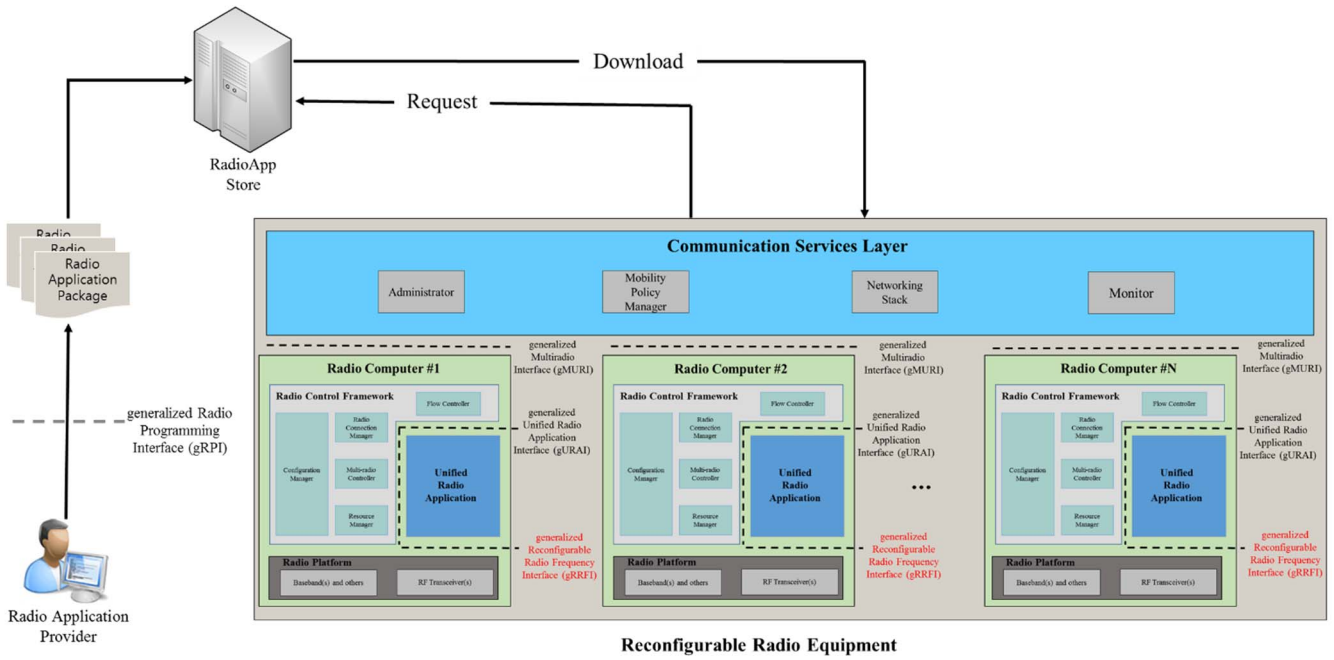 Download
Request
RadioApp
Store
Radio
Radio
Radio
Application
Package
generalized Radio
Programming
Interface (gRPI)
Radio Application
Provider
Communication Services Layer
Administrator
Mobility
Policy
Manager
Networking
Stack
Monitor
generalized
Multiradio
Interface (gMURI)
generalized
Multiradio
Interface (gMURI)
generalized
Multiradio
Interface (gMURI)
Radio Computer #1
Radio Control Framework
Flow Controller
Configuration
Manager
Radio
Connection
Manager
Multi-radio
Controller
Resource
Manager
Unified
Radio
Application
generalized
Unified Radio
Application
Interface (gURAI)
generalized
Reconfigurable
Radio Frequency
Interface (gRRFI)
Radio Platform
Baseband(s) and others
RF Transceiver(s)
Radio Computer #2
Radio Control Framework
Flow Controller
Configuration
Manager
Radio
Connection
Manager
Multi-radio
Controller
Resource
Manager
Unified
Radio
Application
generalized
Unified Radio
Application
Interface (gURAI)
...
generalized
Reconfigurable
Radio Frequency
Interface (gRRFI)
Radio Platform
Baseband(s) and others
RF Transceiver(s)
Radio Computer #N
Radio Control Framework
Flow Controller
Configuration
Manager
Radio
Connection
Manager
Multi-radio
Controller
Resource
Manager
Unified
Radio
Application
generalized
Unified Radio
Application
Interface (gURAI)
generalized
Reconfigurable
Radio Frequency
Interface (gRRFI)
Radio Platform
Baseband(s) and others
RF Transceiver(s)
Reconfigurable Radio Equipment